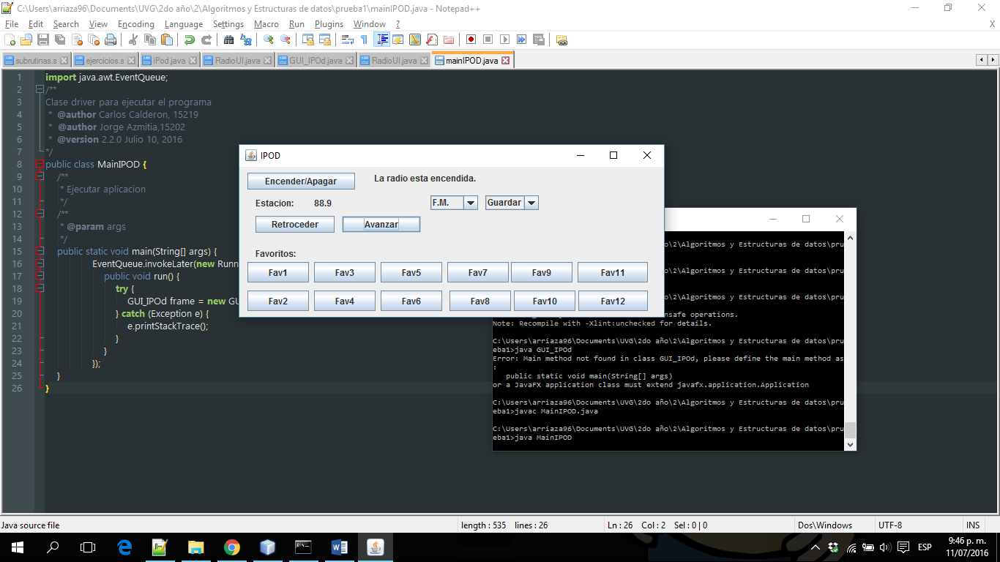 C:\Users\arriaza96\Documents\UVG\2do año\2\Algoritmos y Estructuras de datos\prueba1\mainIPOD.java - Notepad++
File Edit Search View Encoding Language Settings Macro Run Plugins Window ? X
subrutinas.s ejercicios.s iPod.java RadioUI.java GUI_IPOd.java RadioUI.java mainIPOD.java
1 import java.awt.EventQueue;
2 /**
3 Clase driver para ejecutar el programa
4 * @author Carlos Calderon, 15219
5 * @author Jorge Azmitia,15202
6 * @version 2.2.0 Julio 10, 2016
7 */
8 public class MainIPOD {
9 /**
10 * Ejecutar aplicacion
11 */
12 /**
13 * @param args
14 */
15 public static void main(String[] args) {
16 EventQueue.invokeLater(new Runn
17 public void run() {
18 try {
19 GUI_IPOd frame = new GU
20 } catch (Exception e) {
21 e.printStackTrace();
22 }
23 }
24 });
25 }
26 }
IPOD
Encender/Apagar La radio esta encendida.
Estacion: 88.9 F.M. Guardar
Retroceder Avanzar
Favoritos:
Fav1 Fav3 Fav5 Fav7 Fav9 Fav11
Fav2 Fav4 Fav6 Fav8 Fav10 Fav12
o\2\Algoritmos y Estructuras de datos\pru
o\2\Algoritmos y Estructuras de datos\pru
o\2\Algoritmos y Estructuras de datos\pru
nsafe operations.
Note: Recompile with -Xlint:unchecked for details.
C:\Users\arriaza96\Documents\UVG\2do año\2\Algoritmos y Estructuras de datos\pru
eba1>java GUI_IPOd
Error: Main method not found in class GUI_IPOd, please define the main method as
:
public static void main(String[] args)
or a JavaFX application class must extend javafx.application.Application
C:\Users\arriaza96\Documents\UVG\2do año\2\Algoritmos y Estructuras de datos\pru
eba1>javac MainIPOD.java
C:\Users\arriaza96\Documents\UVG\2do año\2\Algoritmos y Estructuras de datos\pru
eba1>java MainIPOD
Java source file length : 535 lines : 26 Ln : 26 Col : 2 Sel : 0 | 0 Dos\Windows UTF-8 INS
ESP 9:46 p. m.
11/07/2016